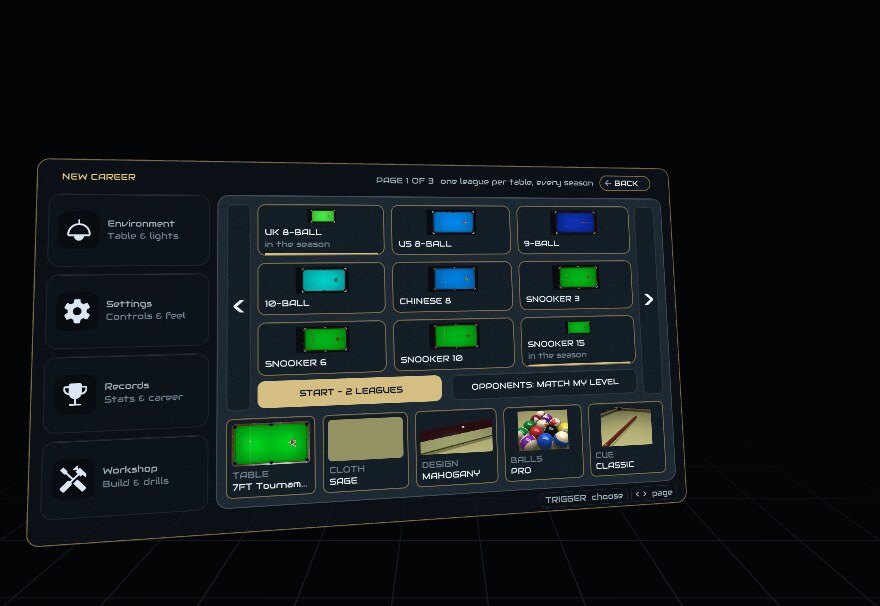 NEW CAREER
PAGE 1 OF 3 one league per table, every season
← BACK
Environment
Table & lights
Settings
Controls & feel
Records
Stats & career
Workshop
Build & drills
UK 8-BALL
in the season
US 8-BALL
9-BALL
10-BALL
CHINESE 8
SNOOKER 3
SNOOKER 6
SNOOKER 10
SNOOKER 15
in the season
START - 2 LEAGUES
OPPONENTS: MATCH MY LEVEL
TABLE
7FT Tournam...
CLOTH
SAGE
DESIGN
MAHOGANY
BALLS
PRO
CUE
CLASSIC
TRIGGER choose
< > page